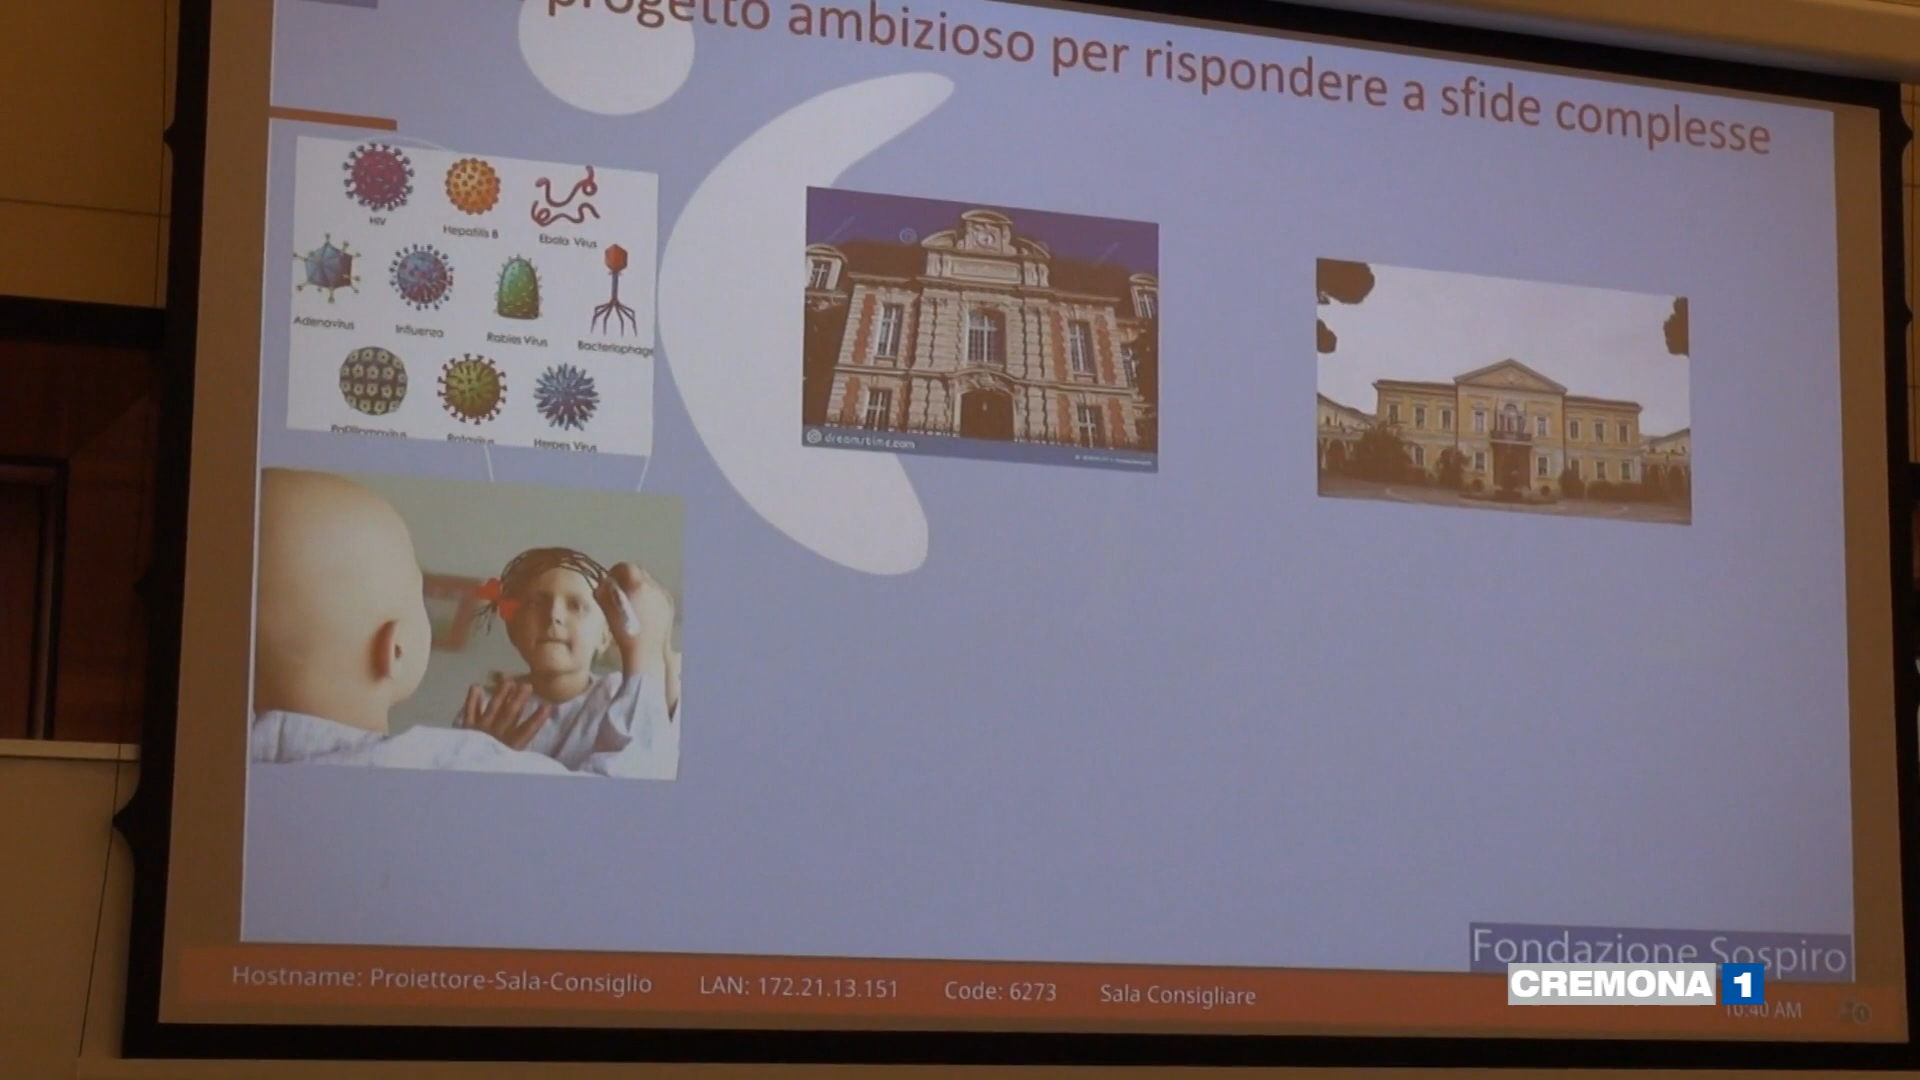 progetto ambizioso per rispondere a sfide complesse
HIV
Hepatitis B
Ebola Virus
Adenovirus
Influenza
Rabies Virus
Bacteriophage
Papillomavirus
Rotavirus
Herpes Virus
dreamstime.com
Fondazione Sospiro
CREMONA 1
Hostname: Proiettore-Sala-Consiglio LAN: 172.21.13.151 Code: 6273 Sala Consigliare
10:40 AM